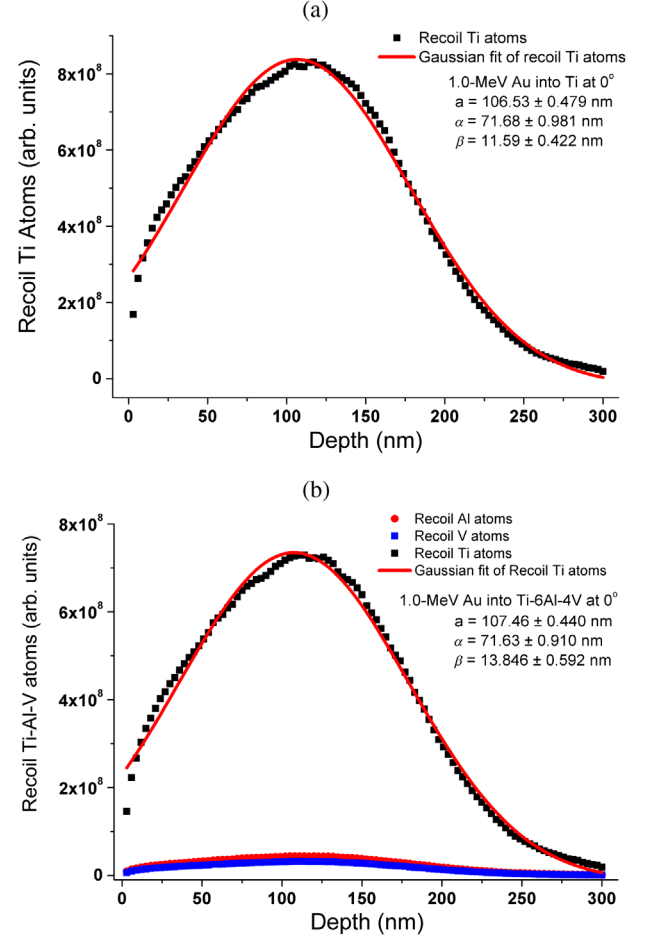 (a)
Recoil Ti atoms
Gaussian fit of recoil Ti atoms
1.0-MeV Au into Ti at 0°
a = 106.53 ± 0.479 nm
α = 71.68 ± 0.981 nm
β = 11.59 ± 0.422 nm
Recoil Ti Atoms (arb. units)
8x10⁸
6x10⁸
4x10⁸
2x10⁸
0
0 50 100 150 200 250 300
Depth (nm)
(b)
Recoil Al atoms
Recoil V atoms
Recoil Ti atoms
Gaussian fit of Recoil Ti atoms
1.0-MeV Au into Ti-6Al-4V at 0°
a = 107.46 ± 0.440 nm
α = 71.63 ± 0.910 nm
β = 13.846 ± 0.592 nm
Recoil Ti-Al-V atoms (arb. units)
8x10⁸
6x10⁸
4x10⁸
2x10⁸
0
0 50 100 150 200 250 300
Depth (nm)